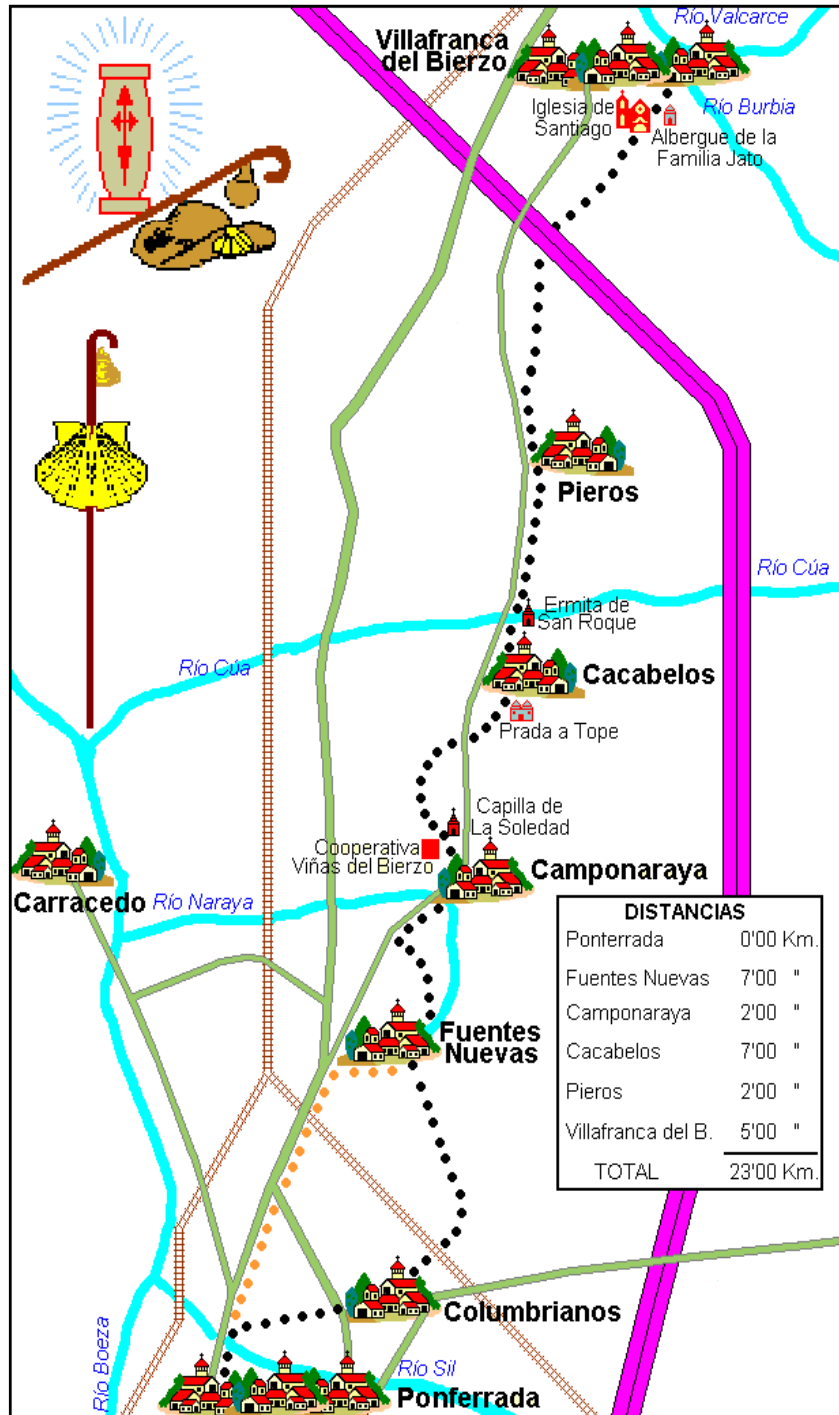 Río Valcarce
Villafranca
del Bierzo
Iglesia de
Santiago
Río Burbia
Albergue de la
Familia Jato
Pieros
Río Cúa
Ermita de
San Roque
Río Cúa
Cacabelos
Prada a Tope
Capilla de
La Soledad
Cooperativa
Viñas del Bierzo
Camponaraya
Carracedo
Río Naraya
DISTANCIAS
Ponferrada 0'00 Km.
Fuentes Nuevas 7'00 "
Camponaraya 2'00 "
Cacabelos 7'00 "
Pieros 2'00 "
Villafranca del B. 5'00 "
TOTAL 23'00 Km.
Fuentes
Nuevas
Columbrianos
Río Boeza
Río Sil
Ponferrada